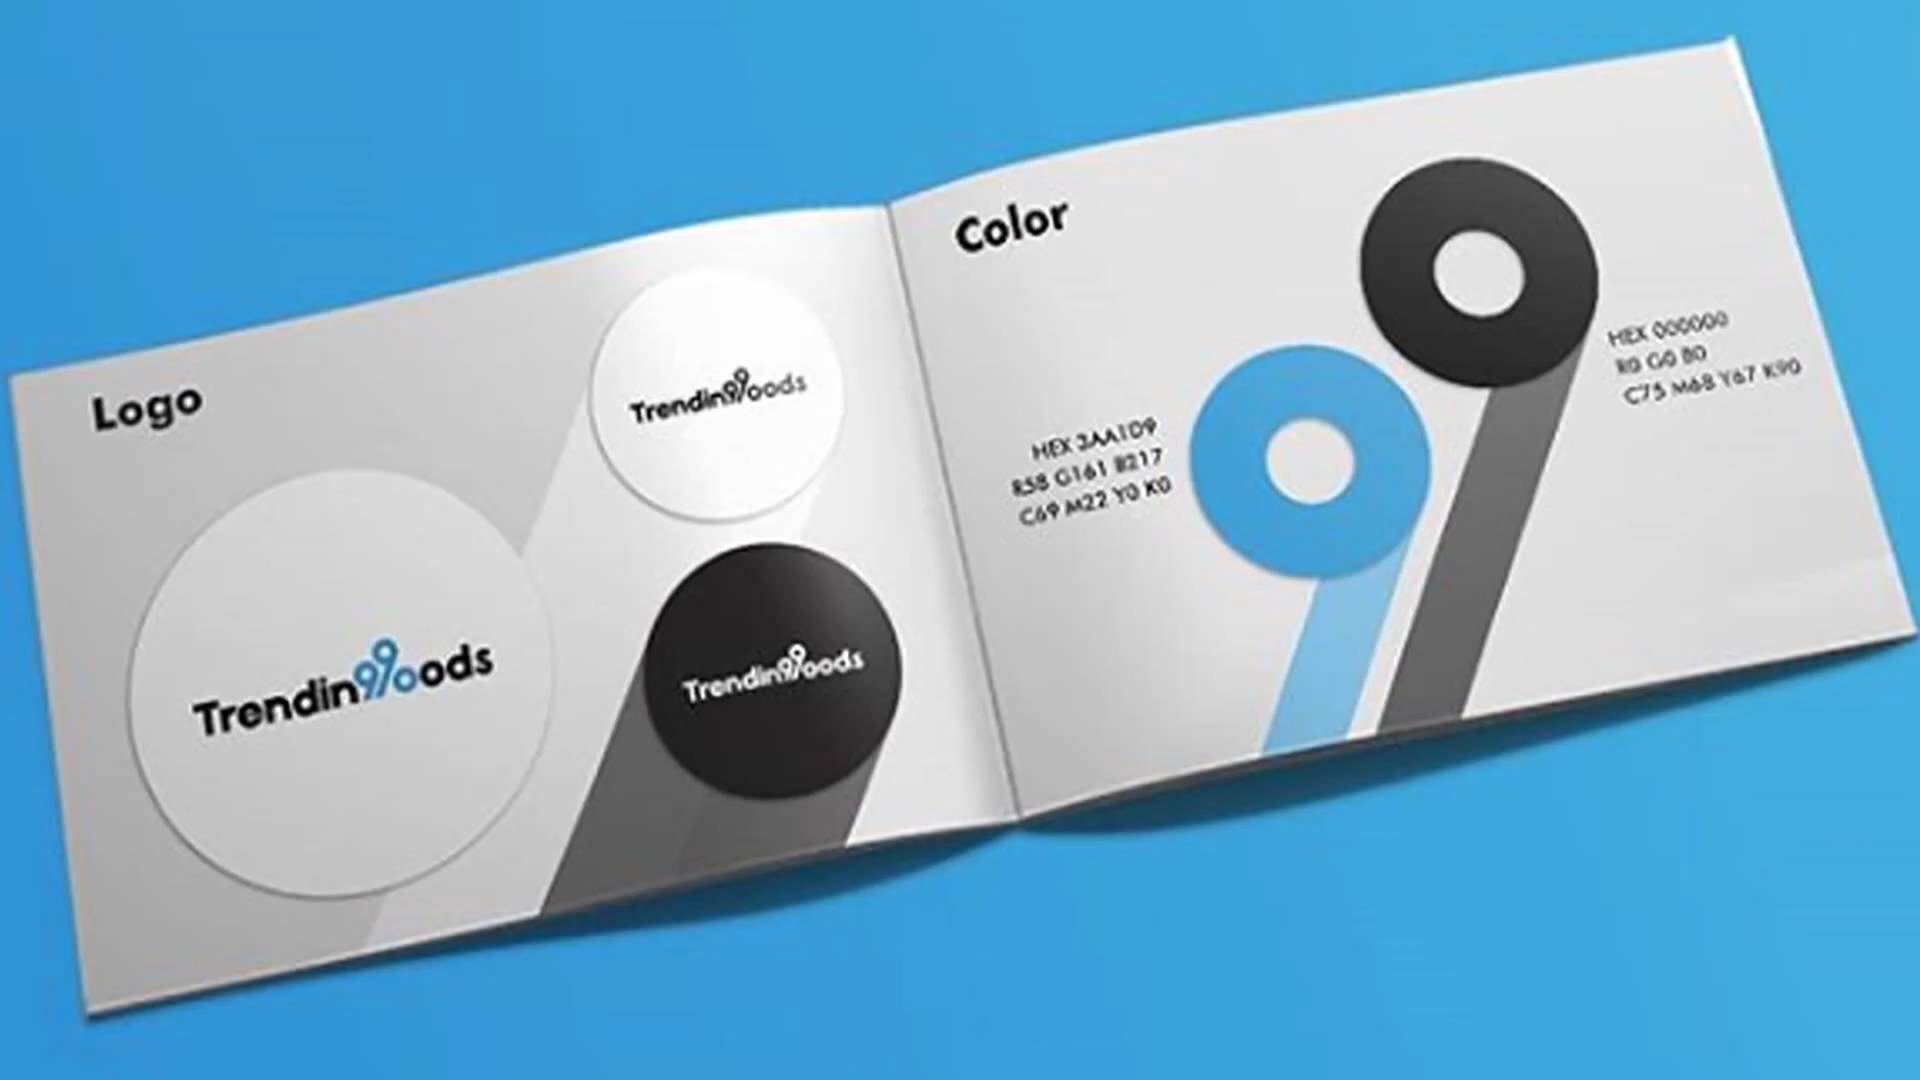 Logo
Trendin99oods
Trendin99oods
Trendin99oods
Color
HEX 3AA1D9
R58 G161 B217
C69 M22 Y0 K0
HEX 000000
R0 G0 B0
C75 M68 Y67 K90